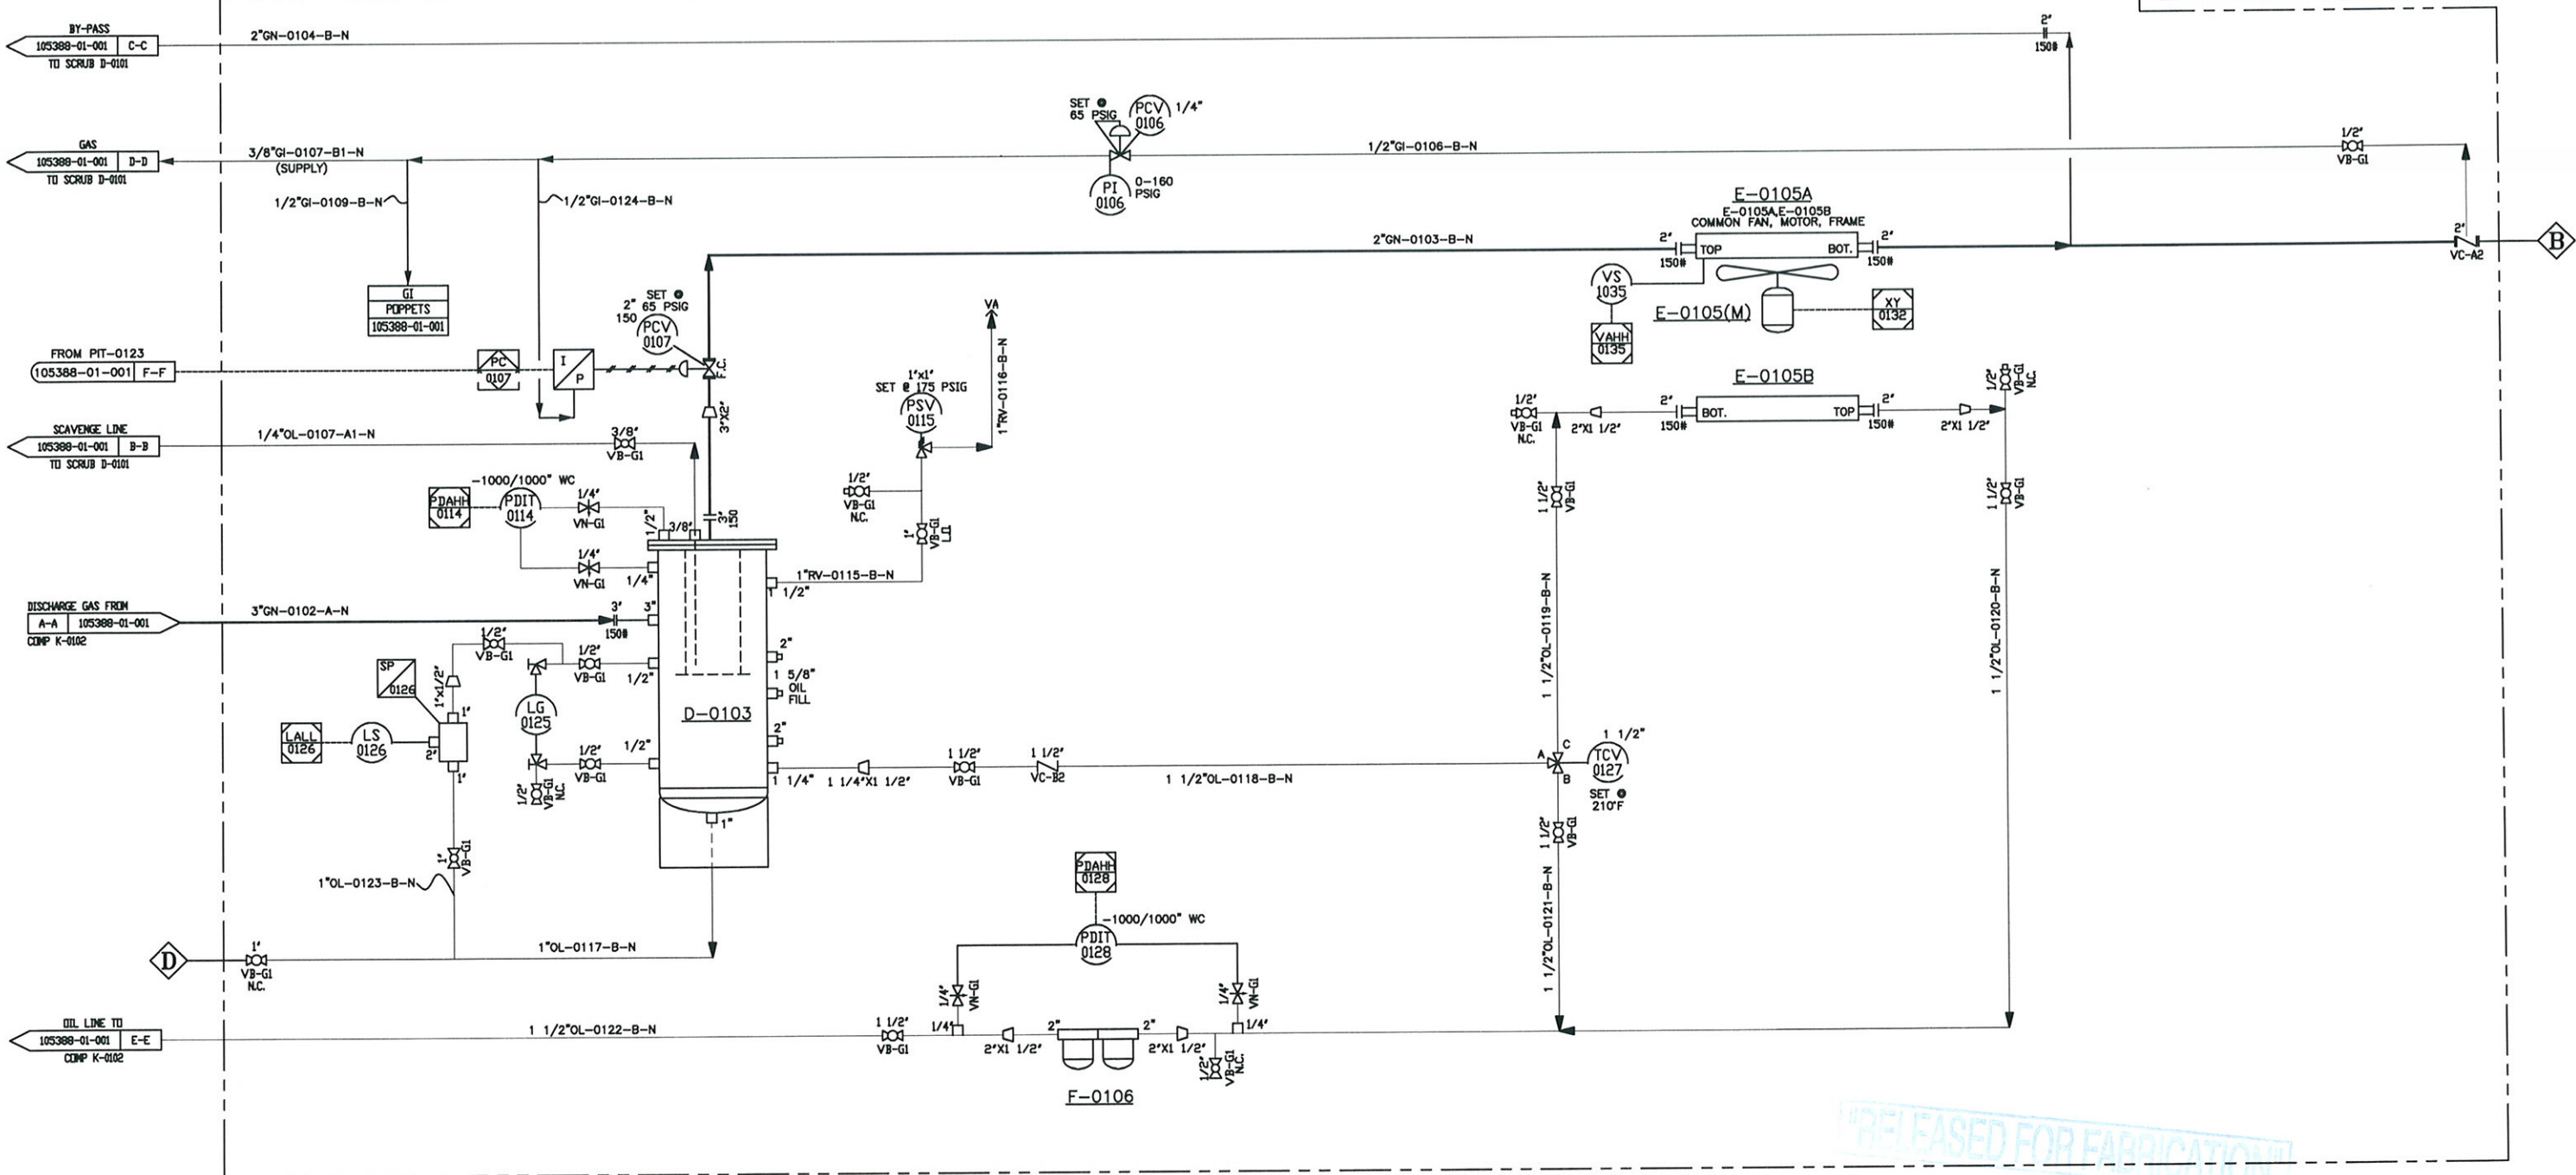 BY-PASS
105388-01-001 C-C
TO SCRUB D-0101
2"GN-0104-B-N
2"
150#
GAS
105388-01-001 D-D
TO SCRUB D-0101
3/8"GI-0107-B1-N
(SUPPLY)
1/2"GI-0109-B-N
1/2"GI-0124-B-N
SET @
65 PSIG
PCV
0106
1/4"
PI
0106
0-160
PSIG
1/2"GI-0106-B-N
1/2"
VB-G1
GI
POPPETS
105388-01-001
E-0105A
E-0105A,E-0105B
COMMON FAN, MOTOR, FRAME
2"GN-0103-B-N
2"
150#
TOP
BOT.
2"
150#
2"
VC-A2
B
VS
1035
VAHH
0135
E-0105(M)
XY
0132
FROM PIT-0123
105388-01-001 F-F
PC
0107
I
P
SET @
65 PSIG
2"
150
PCV
0107
F.C.
3"X2"
VA
1"RV-0116-B-N
1"x1"
SET @ 175 PSIG
PSV
0115
1/2"
VB-G1
N.C.
1"
VB-G1
L.O.
1"RV-0115-B-N
1 1/2"
SCAVENGE LINE
105388-01-001 B-B
TO SCRUB D-0101
1/4"OL-0107-A1-N
3/8"
VB-G1
-1000/1000" WC
PDAHH
0114
PDIT
0114
1/4"
VN-G1
1/4"
VN-G1
1/2"
3/8"
3"
150
1/4"
DISCHARGE GAS FROM
A-A 105388-01-001
COMP K-0102
3"GN-0102-A-N
3"
150#
3"
1/2"
VB-G1
1/2"
VB-G1
1/2"
SP
0126
1"x1/2"
1"
2"
1"
LALL
0126
LS
0126
LG
0125
1/2"
VB-G1
1/2"
1/2"
VB-G1
N.C.
D-0103
2"
1 5/8"
OIL
FILL
2"
1 1/4"
1 1/4"X1 1/2"
1 1/2"
VB-G1
1 1/2"
VC-B2
1 1/2"OL-0118-B-N
1"
1"
VB-G1
1"OL-0123-B-N
1"OL-0117-B-N
D
1"
VB-G1
N.C.
E-0105B
1/2"
VB-G1
N.C.
2"X1 1/2"
2"
150#
BOT.
TOP
2"
150#
2"X1 1/2"
1/2"
VB-G1
N.C.
1 1/2"
VB-G1
1 1/2"
VB-G1
1 1/2"OL-0119-B-N
1 1/2"OL-0120-B-N
A
C
B
1 1/2"
TCV
0127
SET @
210°F
1 1/2"
VB-G1
1 1/2"OL-0121-B-N
PDAHH
0128
-1000/1000" WC
PDIT
0128
1/4"
VN-G1
1/4"
VN-G1
OIL LINE TO
105388-01-001 E-E
COMP K-0102
1 1/2"OL-0122-B-N
1 1/2"
VB-G1
1/4"
2"X1 1/2"
2"
2"
2"X1 1/2"
1/4"
1/2"
VB-G1
N.C.
F-0106
"RELEASED FOR FABRICATION"